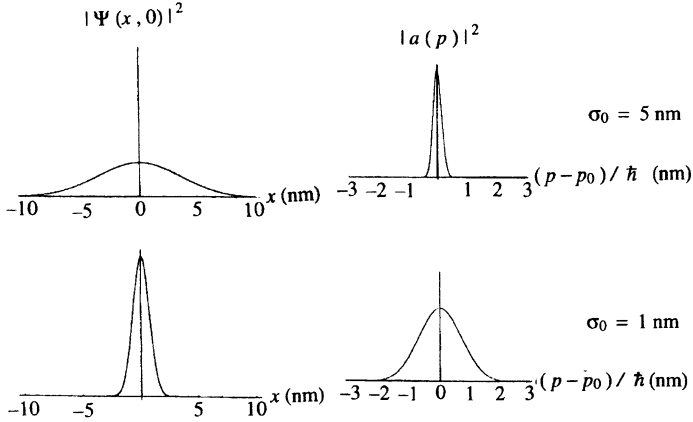 |Ψ(x,0)|²
|a(p)|²
σ₀ = 5 nm
x (nm)
(p−p₀)/ ħ (nm)
−10 −5 0 5 10
−3 −2 −1 1 2 3
σ₀ = 1 nm
x (nm)
(p−p₀)/ ħ (nm)
−10 −5 5 10
−3 −2 −1 0 1 2 3